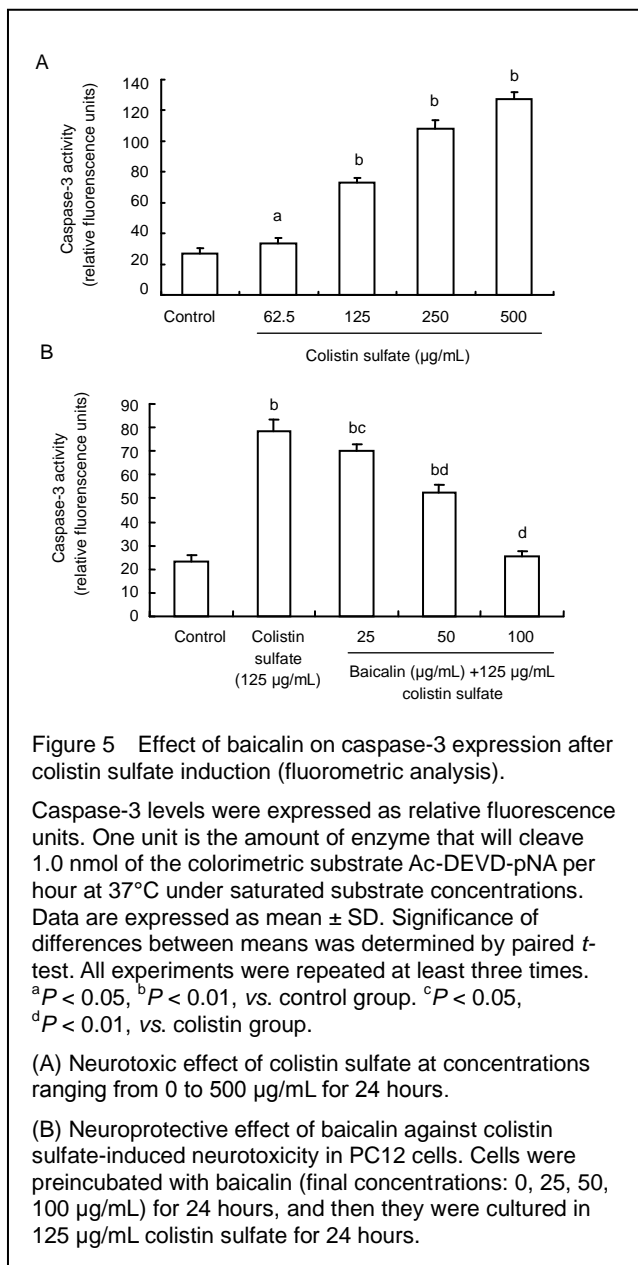 A
Caspase-3 activity
(relative fluorenscence units)
140
120
100
80
60
40
20
0
a
b
b
b
Control
62.5
125
250
500
Colistin sulfate (µg/mL)
B
Caspase-3 activity
(relative fluorenscence units)
90
80
70
60
50
40
30
20
10
0
b
bc
bd
d
Control
Colistin
sulfate
(125 µg/mL)
25
50
100
Baicalin (µg/mL) +125 µg/mL
colistin sulfate
Figure 5 Effect of baicalin on caspase-3 expression after
colistin sulfate induction (fluorometric analysis).
Caspase-3 levels were expressed as relative fluorescence
units. One unit is the amount of enzyme that will cleave
1.0 nmol of the colorimetric substrate Ac-DEVD-pNA per
hour at 37°C under saturated substrate concentrations.
Data are expressed as mean ± SD. Significance of
differences between means was determined by paired t-
test. All experiments were repeated at least three times.
aP < 0.05, bP < 0.01, vs. control group. cP < 0.05,
dP < 0.01, vs. colistin group.
(A) Neurotoxic effect of colistin sulfate at concentrations
ranging from 0 to 500 µg/mL for 24 hours.
(B) Neuroprotective effect of baicalin against colistin
sulfate-induced neurotoxicity in PC12 cells. Cells were
preincubated with baicalin (final concentrations: 0, 25, 50,
100 µg/mL) for 24 hours, and then they were cultured in
125 µg/mL colistin sulfate for 24 hours.